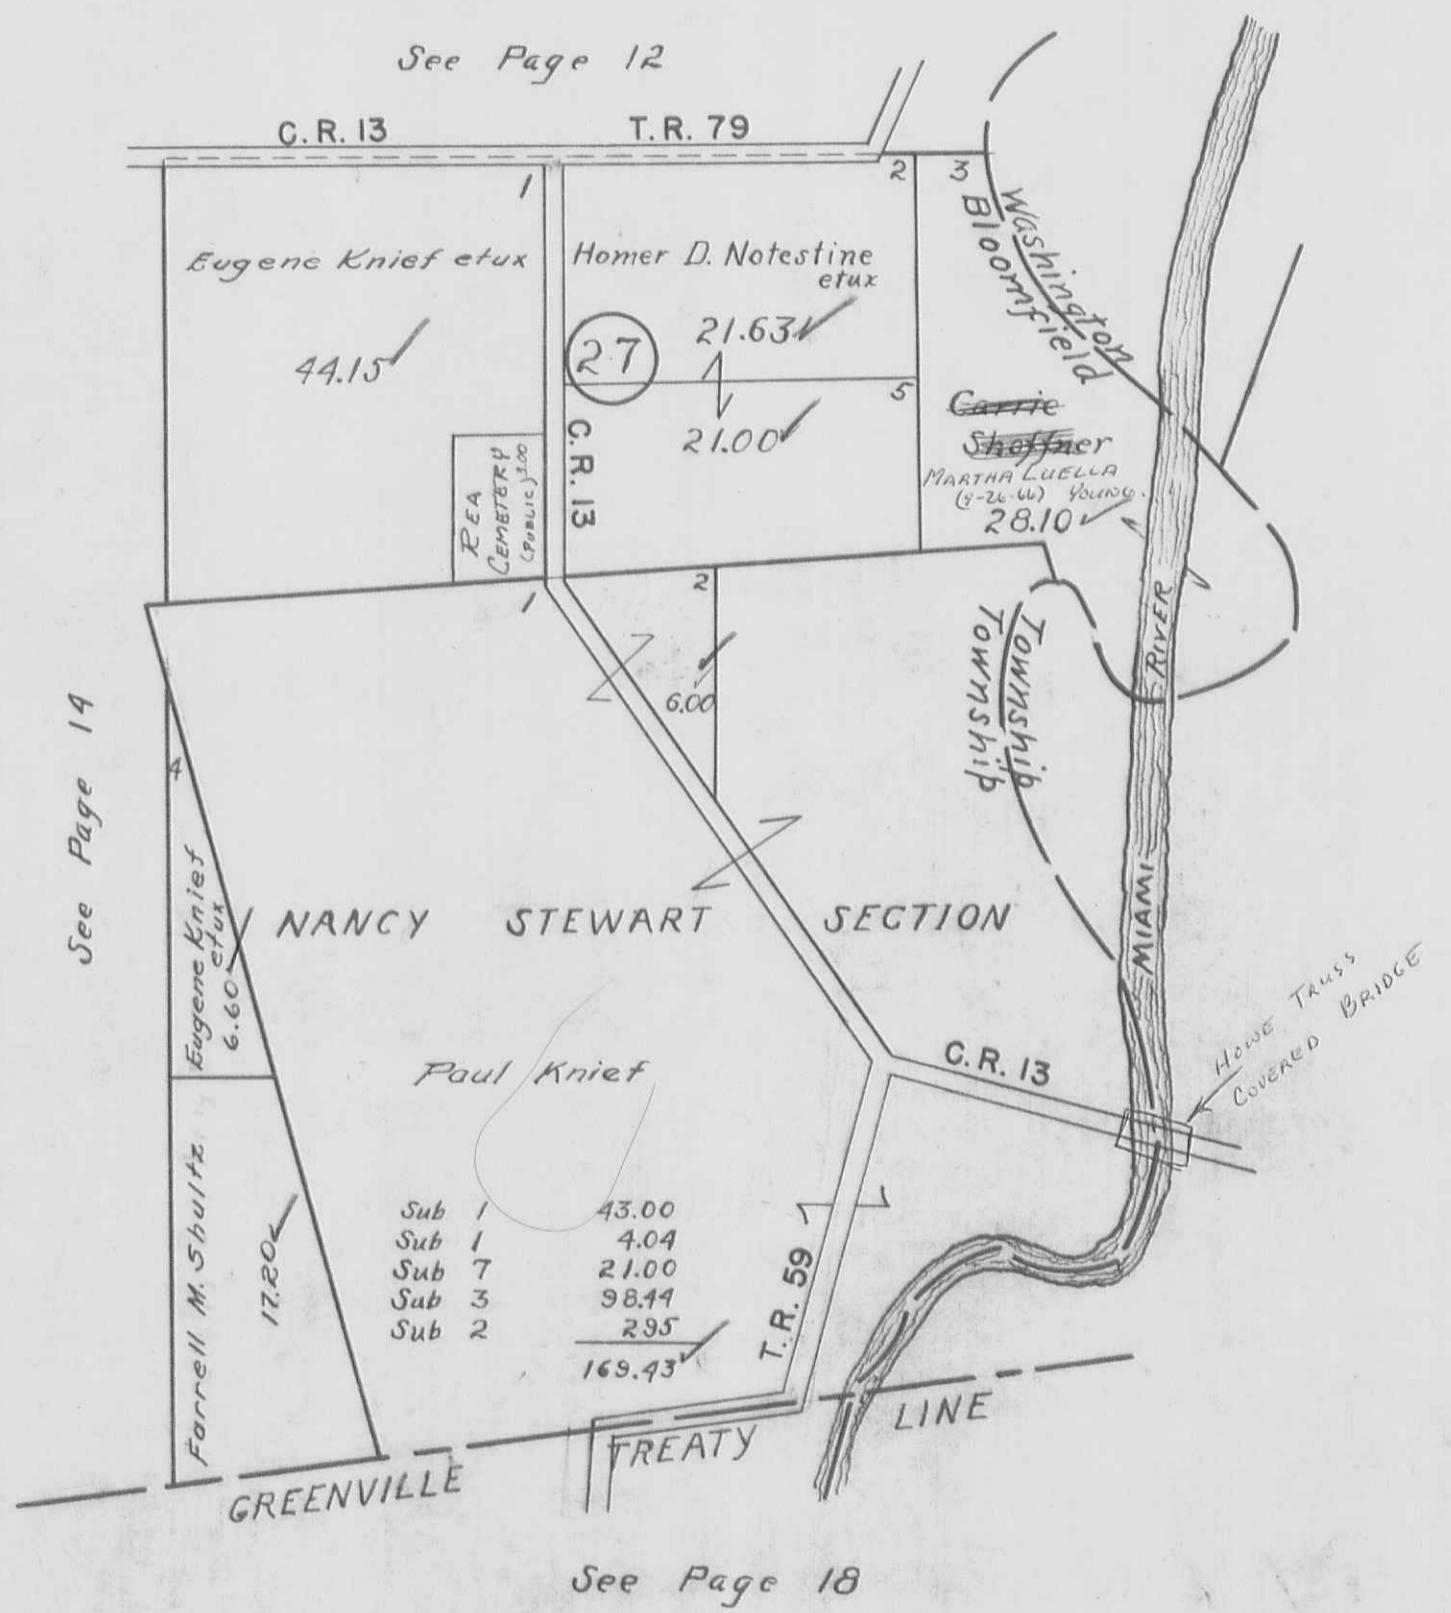 See Page 12
C.R. 13
T.R. 79
1
2
3
Washington
Bloomfield
Eugene Knief etux
44.15
Homer D. Notestine
etux
21.63
27
5
21.00
C.R. 13
REA
CEMETERY
(PUBLIC) 3.00
Carrie
Shoffner
MARTHA LUELLA
(9-26-66) YOUNG.
28.10
1
2
6.00
Township
Township
RIVER
MIAMI
See Page 14
4
Eugene Knief
etux
6.60
NANCY STEWART SECTION
Paul Knief
C.R. 13
HOWE TRUSS
COVERED BRIDGE
Farrell M. Shultz
17.20
Sub 1 43.00
Sub 1 4.04
Sub 7 21.00
Sub 3 98.44
Sub 2 295
169.43
T.R. 59
GREENVILLE TREATY LINE
See Page 18